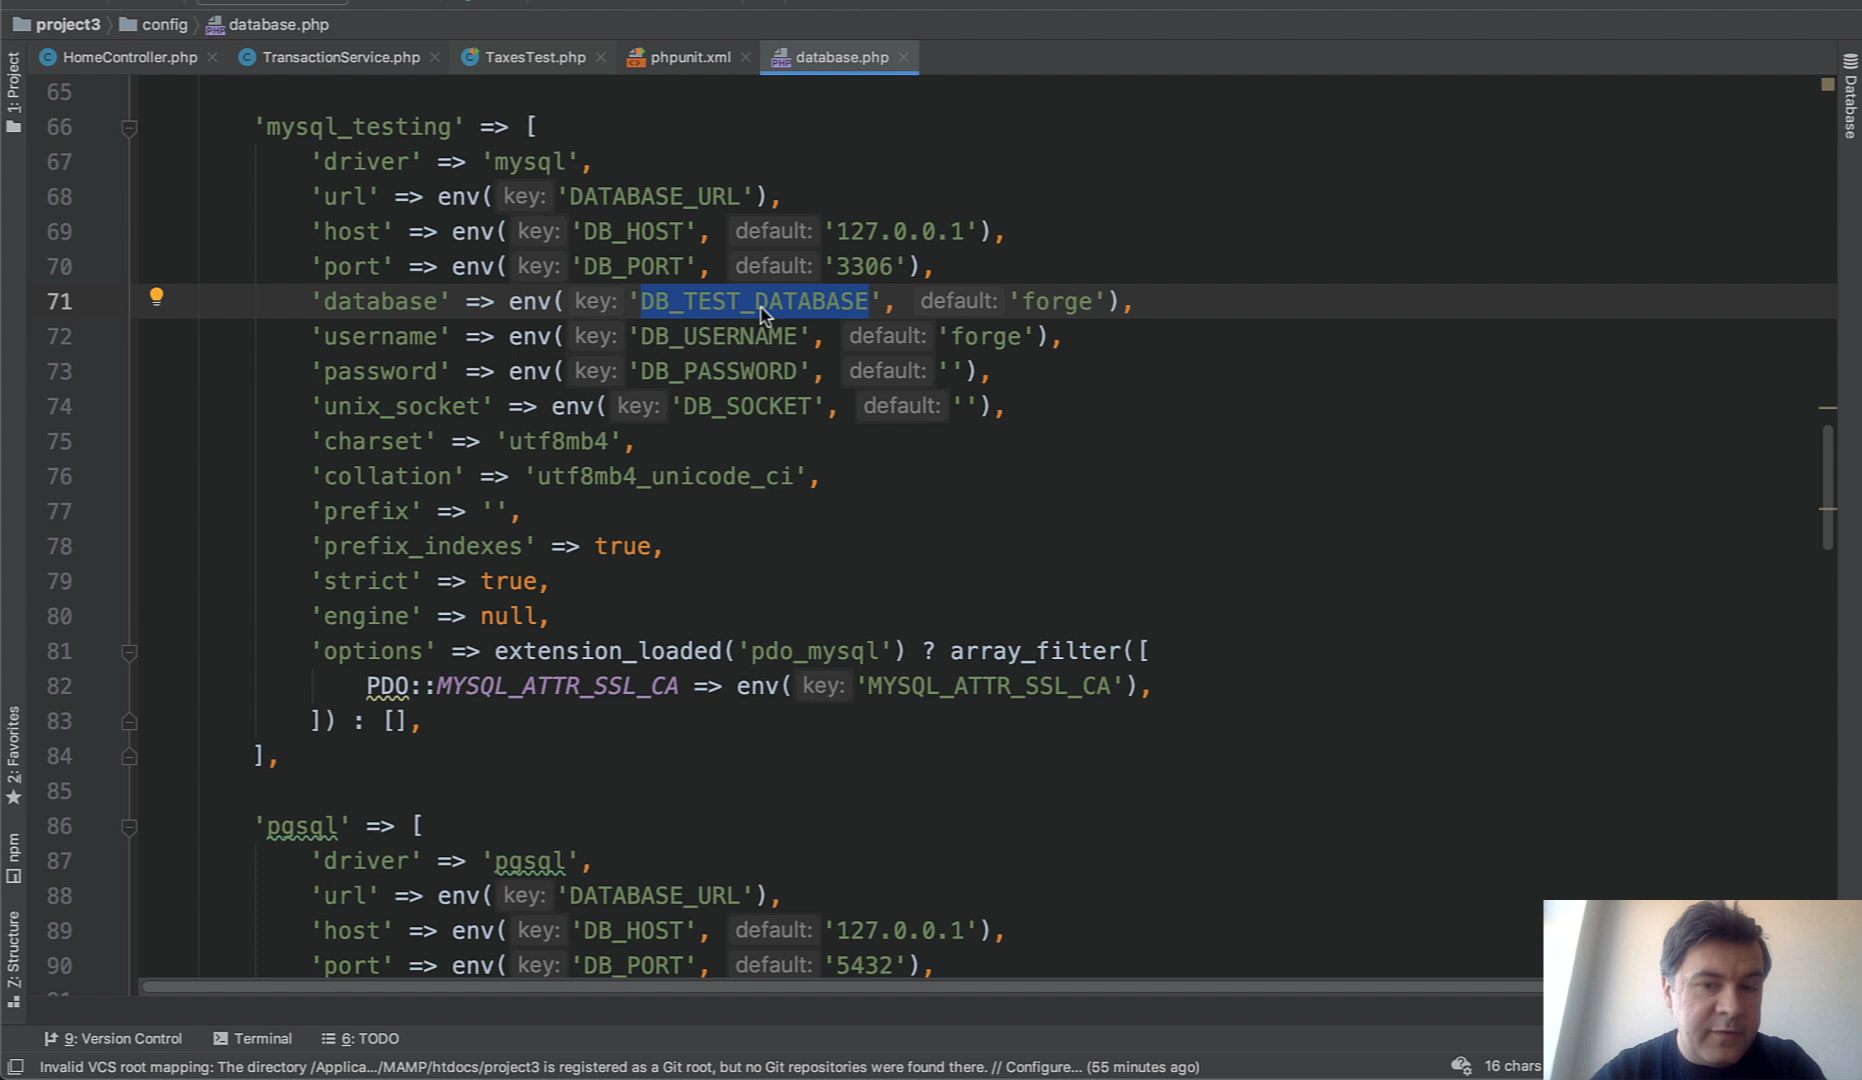 project3 config database.php
HomeController.php TransactionService.php TaxesTest.php phpunit.xml database.php
1: Project
Database
65
66 'mysql_testing' => [
67 'driver' => 'mysql',
68 'url' => env( key: 'DATABASE_URL'),
69 'host' => env( key: 'DB_HOST', default: '127.0.0.1'),
70 'port' => env( key: 'DB_PORT', default: '3306'),
71 'database' => env( key: 'DB_TEST_DATABASE', default: 'forge'),
72 'username' => env( key: 'DB_USERNAME', default: 'forge'),
73 'password' => env( key: 'DB_PASSWORD', default: ''),
74 'unix_socket' => env( key: 'DB_SOCKET', default: ''),
75 'charset' => 'utf8mb4',
76 'collation' => 'utf8mb4_unicode_ci',
77 'prefix' => '',
78 'prefix_indexes' => true,
79 'strict' => true,
80 'engine' => null,
81 'options' => extension_loaded('pdo_mysql') ? array_filter([
82 PDO::MYSQL_ATTR_SSL_CA => env( key: 'MYSQL_ATTR_SSL_CA'),
83 ]) : [],
84 ],
85
86 'pgsql' => [
87 'driver' => 'pgsql',
88 'url' => env( key: 'DATABASE_URL'),
89 'host' => env( key: 'DB_HOST', default: '127.0.0.1'),
90 'port' => env( key: 'DB_PORT', default: '5432'),
2: Favorites
npm
Z: Structure
9: Version Control Terminal 6: TODO
Invalid VCS root mapping: The directory /Applica.../MAMP/htdocs/project3 is registered as a Git root, but no Git repositories were found there. // Configure... (55 minutes ago) 16 chars